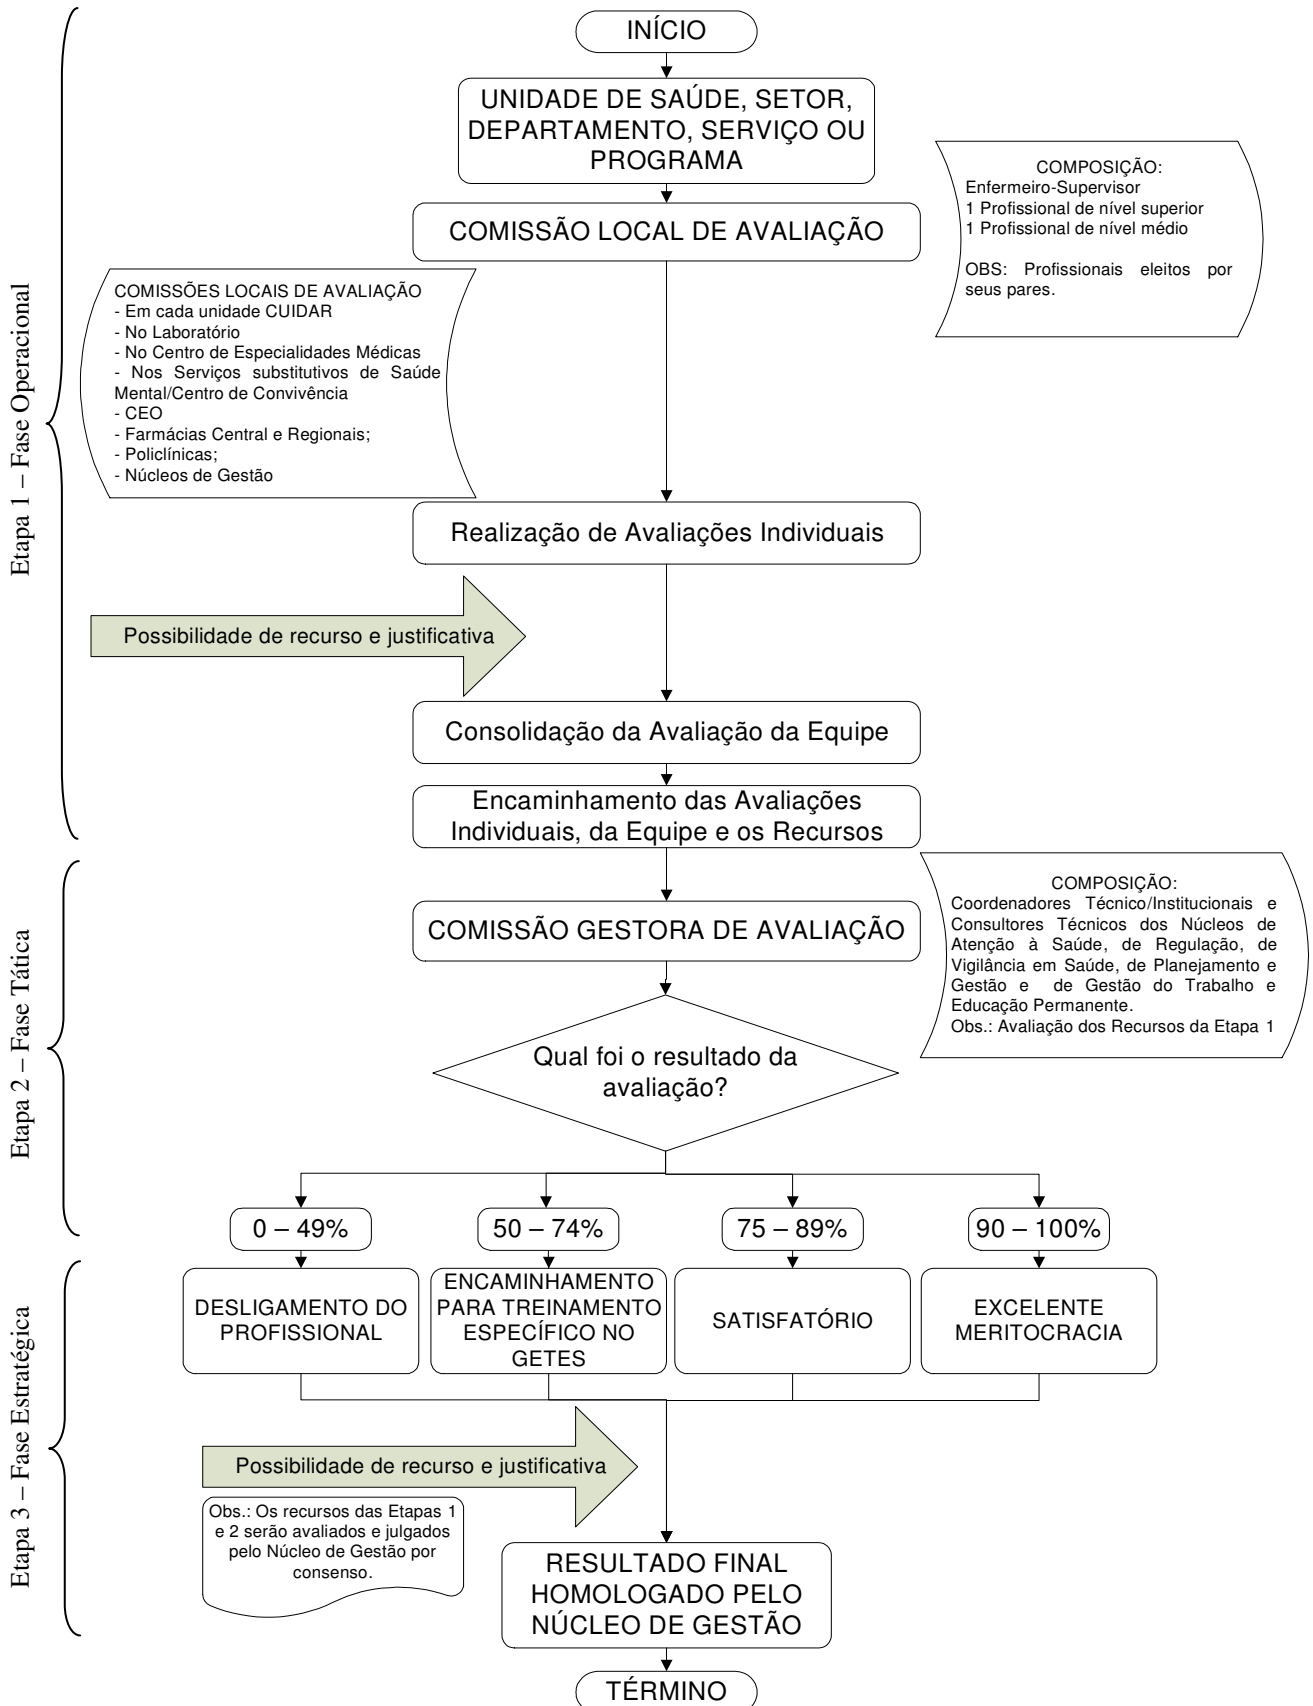 INÍCIO
UNIDADE DE SAÚDE, SETOR,
DEPARTAMENTO, SERVIÇO OU
PROGRAMA
COMISSÃO LOCAL DE AVALIAÇÃO
COMPOSIÇÃO:
Enfermeiro-Supervisor
1 Profissional de nível superior
1 Profissional de nível médio
OBS: Profissionais eleitos por
seus pares.
COMISSÕES LOCAIS DE AVALIAÇÃO
- Em cada unidade CUIDAR
- No Laboratório
- No Centro de Especialidades Médicas
- Nos Serviços substitutivos de Saúde
Mental/Centro de Convivência
- CEO
- Farmácias Central e Regionais;
- Policlínicas;
- Núcleos de Gestão
Etapa 1 – Fase Operacional
Realização de Avaliações Individuais
Possibilidade de recurso e justificativa
Consolidação da Avaliação da Equipe
Encaminhamento das Avaliações
Individuais, da Equipe e os Recursos
COMISSÃO GESTORA DE AVALIAÇÃO
COMPOSIÇÃO:
Coordenadores Técnico/Institucionais e
Consultores Técnicos dos Núcleos de
Atenção à Saúde, de Regulação, de
Vigilância em Saúde, de Planejamento e
Gestão e de Gestão do Trabalho e
Educação Permanente.
Obs.: Avaliação dos Recursos da Etapa 1
Etapa 2 – Fase Tática
Qual foi o resultado da
avaliação?
0 – 49%
50 – 74%
75 – 89%
90 – 100%
DESLIGAMENTO DO
PROFISSIONAL
ENCAMINHAMENTO
PARA TREINAMENTO
ESPECÍFICO NO
GETES
SATISFATÓRIO
EXCELENTE
MERITOCRACIA
Etapa 3 – Fase Estratégica
Possibilidade de recurso e justificativa
Obs.: Os recursos das Etapas 1
e 2 serão avaliados e julgados
pelo Núcleo de Gestão por
consenso.
RESULTADO FINAL
HOMOLOGADO PELO
NÚCLEO DE GESTÃO
TÉRMINO